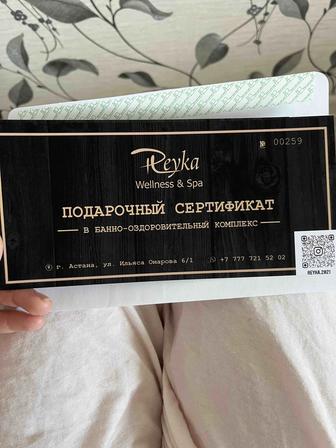 № 00259
Reyka
Wellness & Spa
ПОДАРОЧНЫЙ СЕРТИФИКАТ
В БАННО-ОЗДОРОВИТЕЛЬНЫЙ КОМПЛЕКС
г. Астана, ул. Ильяса Омарова 6/1 +7 777 721 52 02
REYKA.2021